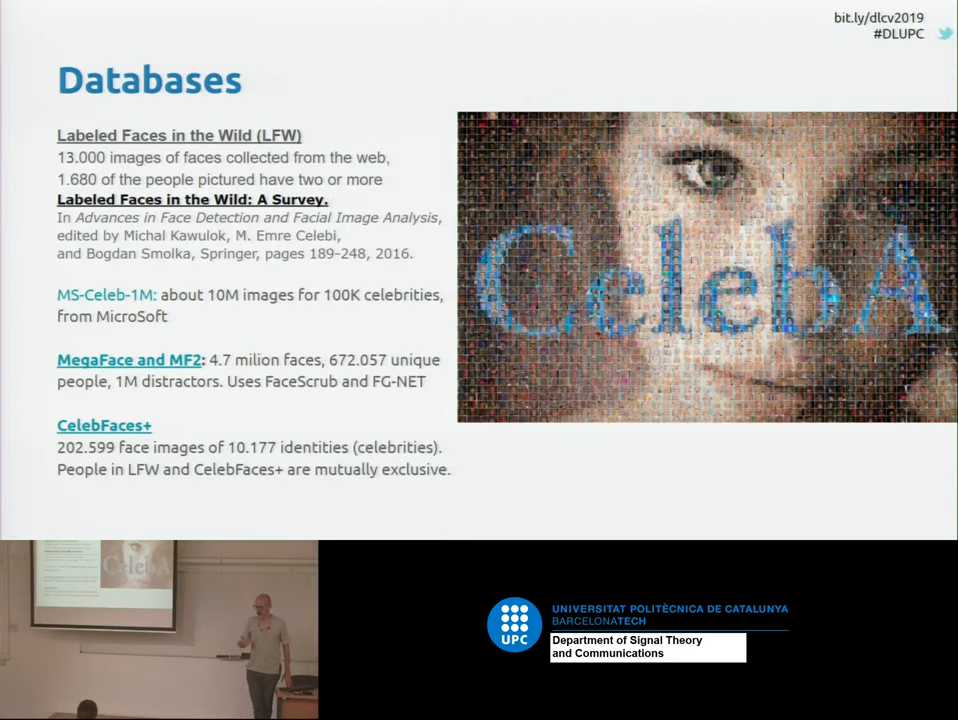 bit.ly/dlcv2019
#DLUPC
Databases
Labeled Faces in the Wild (LFW)
13.000 images of faces collected from the web,
1.680 of the people pictured have two or more
Labeled Faces in the Wild: A Survey.
In Advances in Face Detection and Facial Image Analysis,
edited by Michal Kawulok, M. Emre Celebi,
and Bogdan Smolka, Springer, pages 189-248, 2016.
MS-Celeb-1M: about 10M images for 100K celebrities,
from MicroSoft
MegaFace and MF2: 4.7 milion faces, 672.057 unique
people, 1M distractors. Uses FaceScrub and FG-NET
CelebFaces+
202.599 face images of 10.177 identities (celebrities).
People in LFW and CelebFaces+ are mutually exclusive.
CelebA
CelebA
UPC
UNIVERSITAT POLITÈCNICA DE CATALUNYA
BARCELONATECH
Department of Signal Theory
and Communications